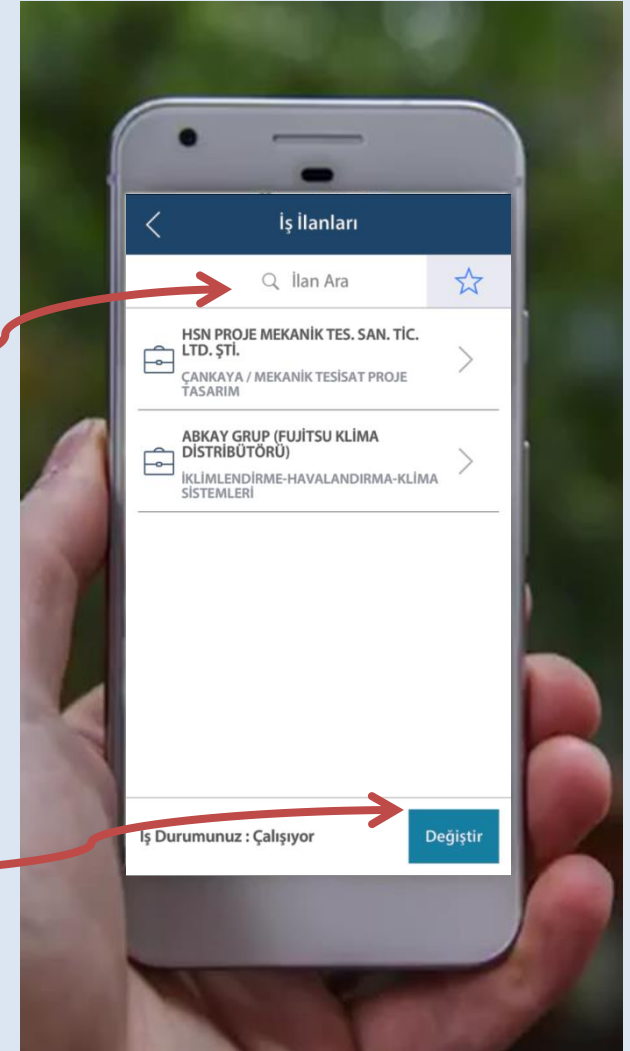 İş İlanları
İlan Ara
HSN PROJE MEKANİK TES. SAN. TİC.
LTD. ŞTİ.
ÇANKAYA / MEKANİK TESİSAT PROJE
TASARIM
ABKAY GRUP (FUJİTSU KLİMA
DİSTRİBÜTÖRÜ)
İKLİMLENDİRME-HAVALANDIRMA-KLİMA
SİSTEMLERİ
İş Durumunuz : Çalışıyor
Değiştir